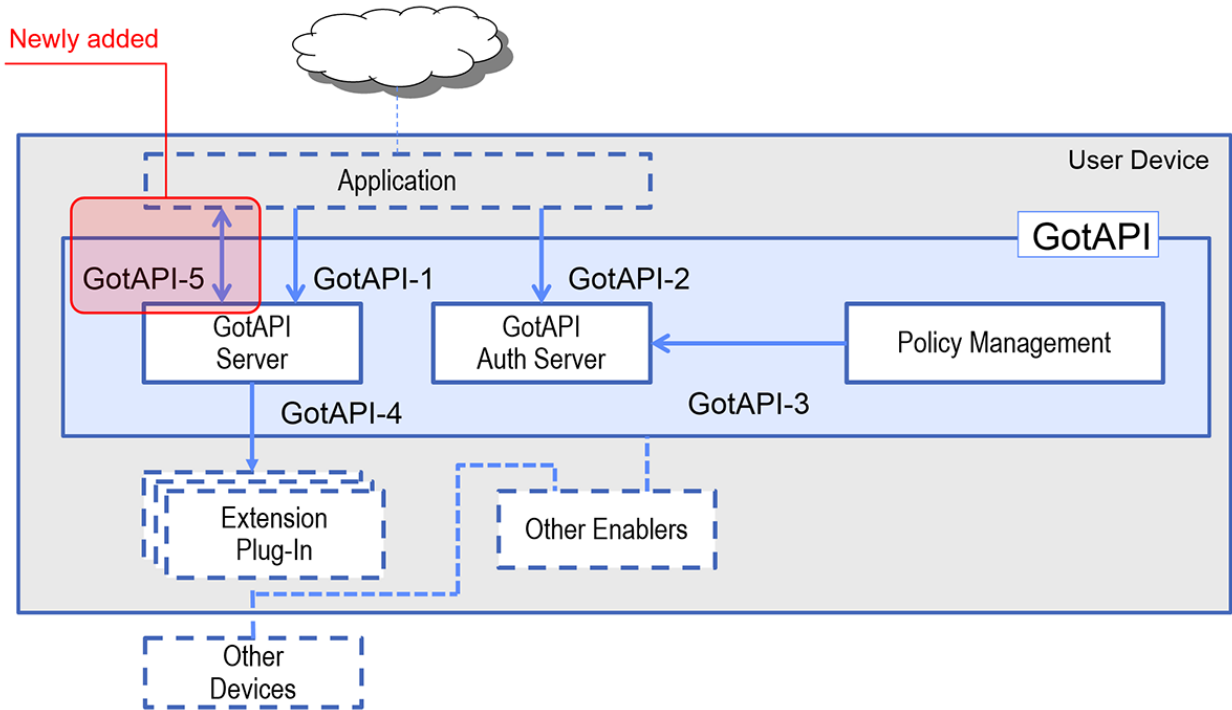 Newly added
User Device
Application
GotAPI
GotAPI-5
GotAPI-1
GotAPI-2
GotAPI
Server
GotAPI
Auth Server
Policy Management
GotAPI-4
GotAPI-3
Extension
Plug-In
Other Enablers
Other
Devices